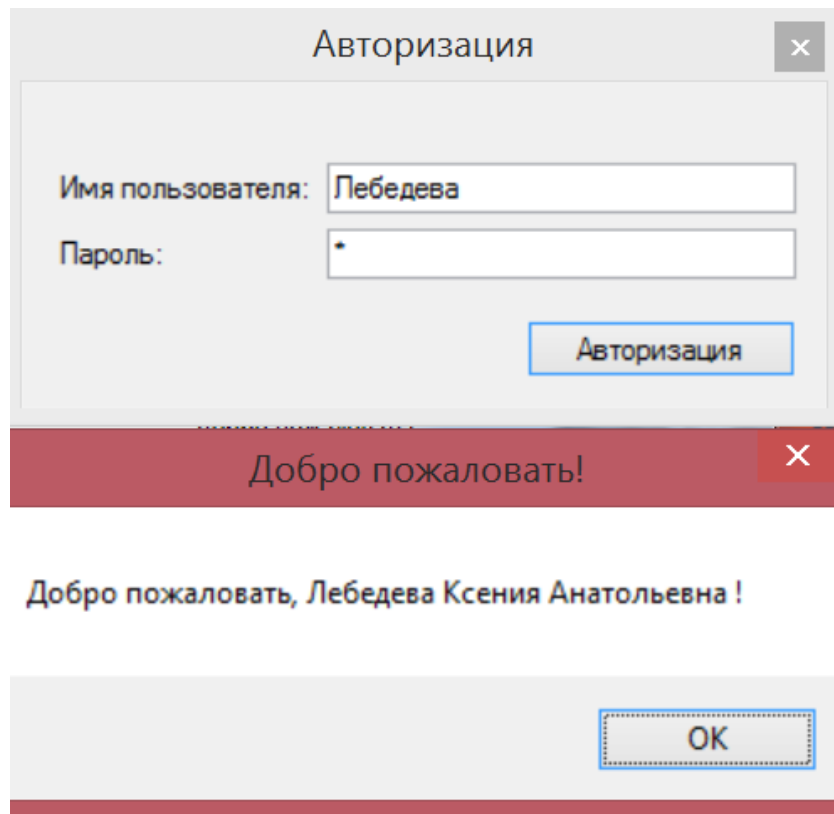 Авторизация
Имя пользователя: Лебедева
Пароль: *
Авторизация
Добро пожаловать!
Добро пожаловать, Лебедева Ксения Анатольевна !
OK